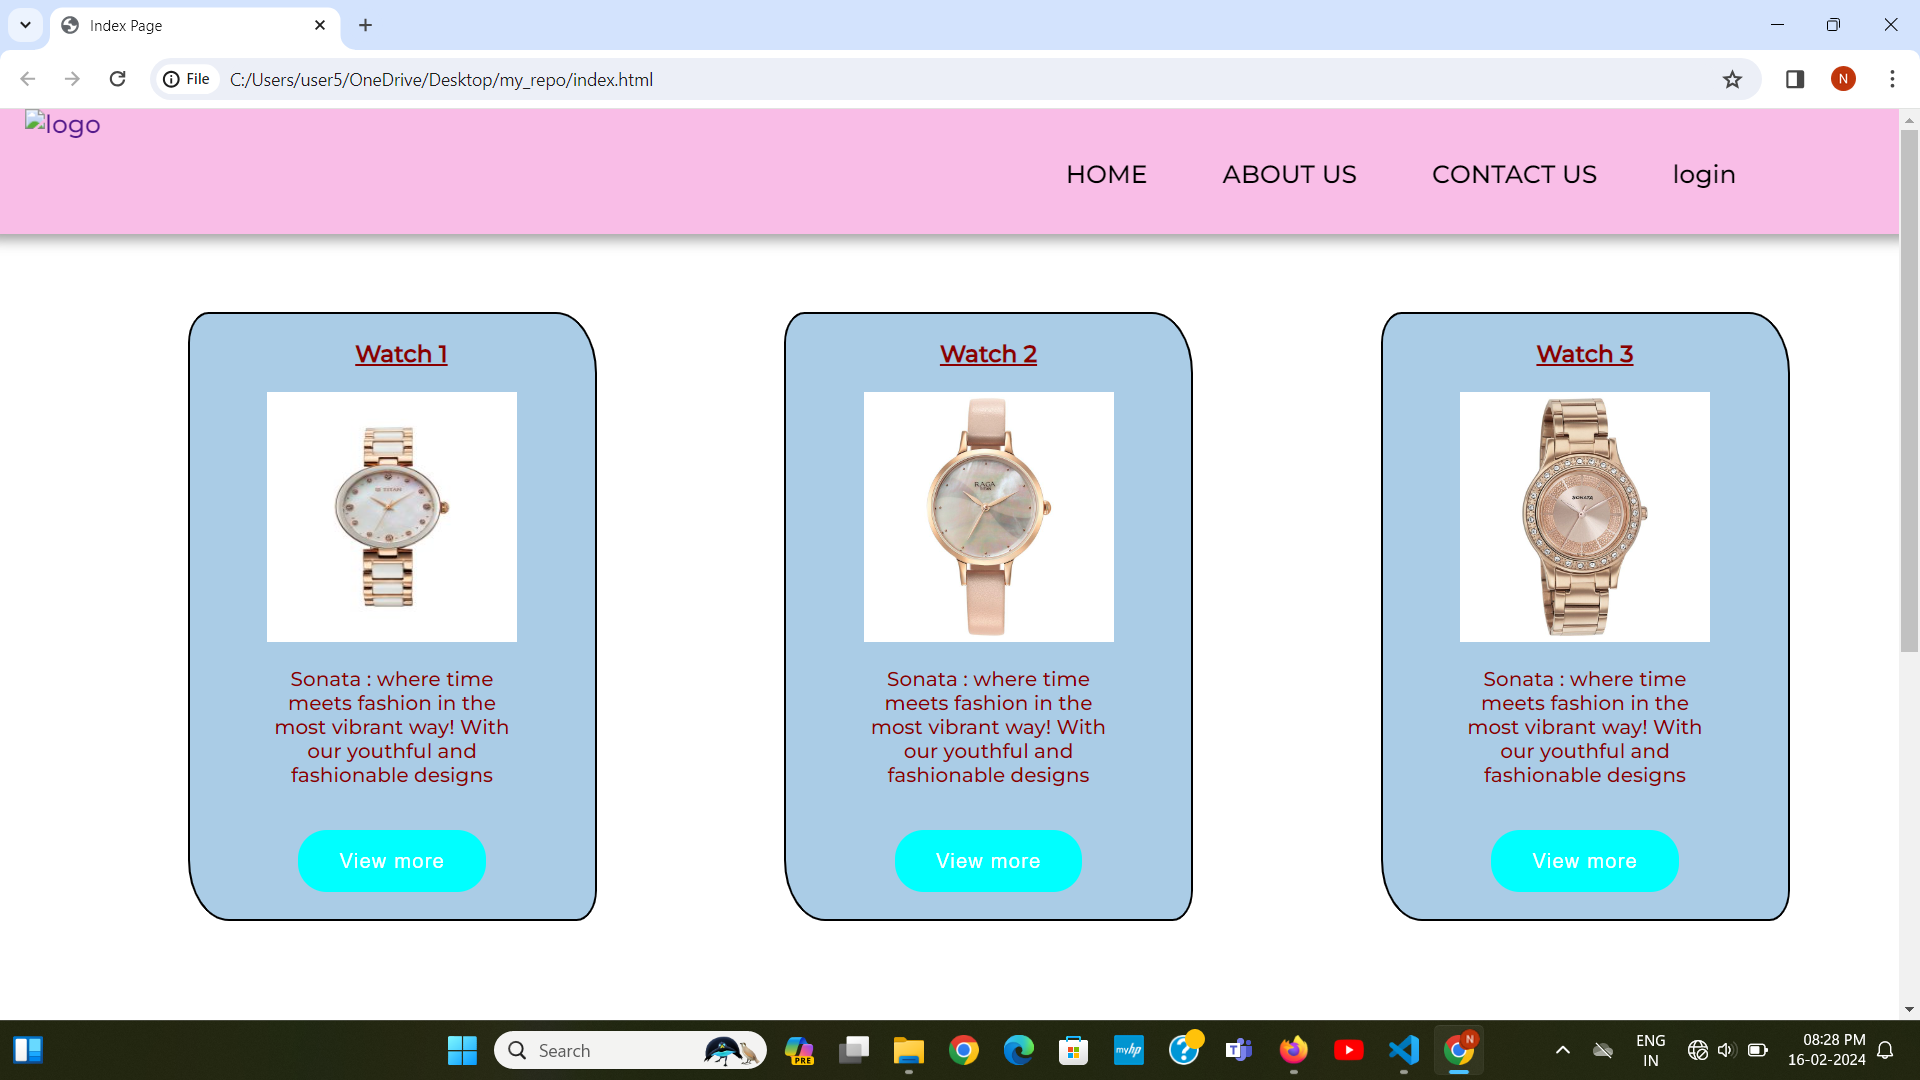 Index Page
File C:/Users/user5/OneDrive/Desktop/my_repo/index.html
N
logo
HOME ABOUT US CONTACT US login
Watch 1
Sonata : where time
meets fashion in the
most vibrant way! With
our youthful and
fashionable designs
View more
Watch 2
RAGA
Sonata : where time
meets fashion in the
most vibrant way! With
our youthful and
fashionable designs
View more
Watch 3
SONATA
Sonata : where time
meets fashion in the
most vibrant way! With
our youthful and
fashionable designs
View more
Search
PRE
myhp
N
ENG
IN
08:28 PM
16-02-2024